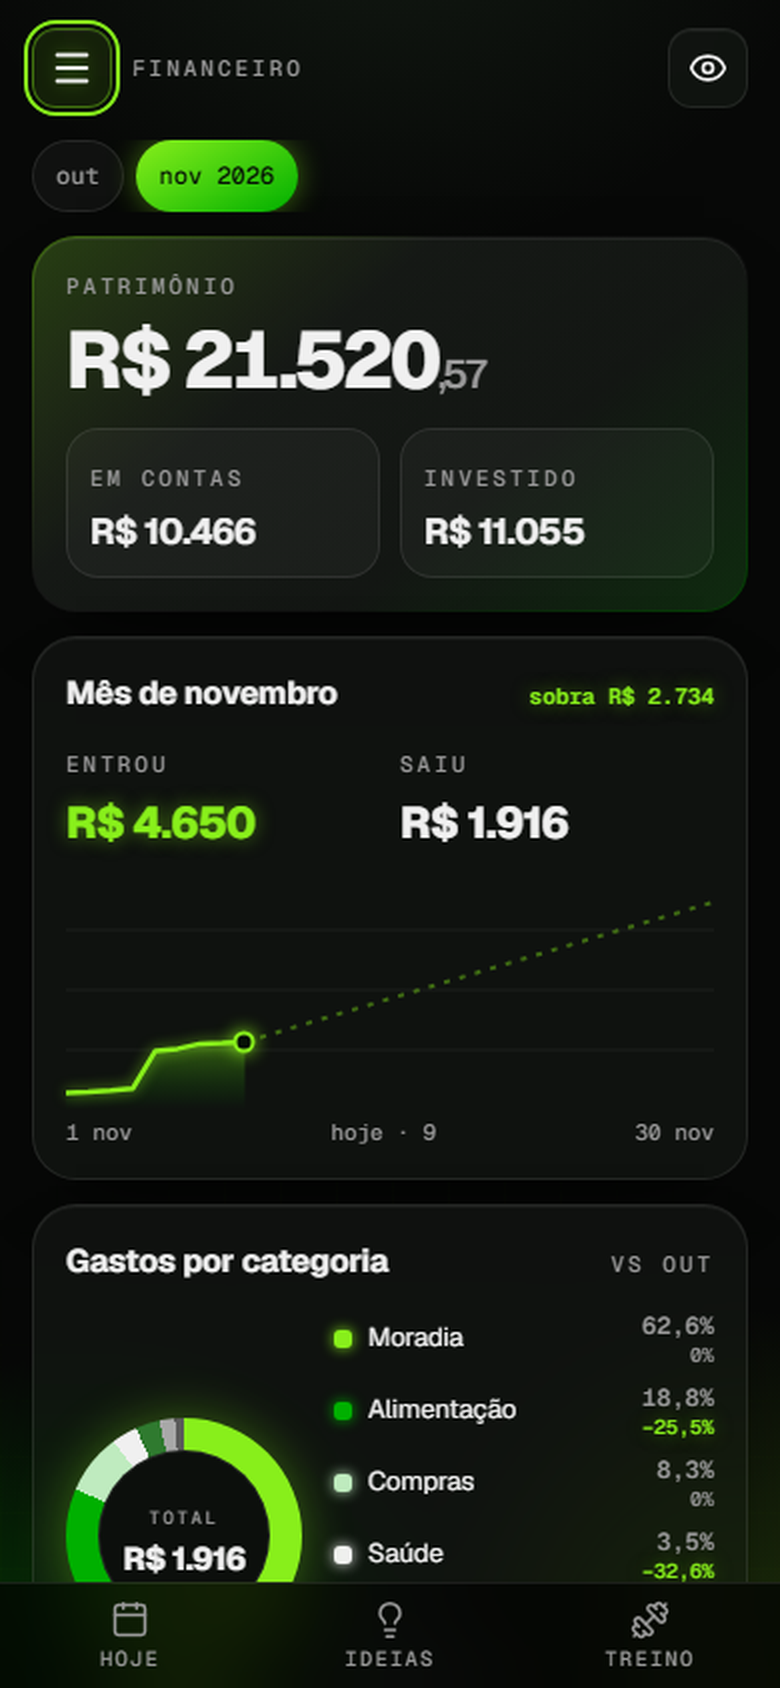 FINANCEIRO
out
nov 2026
PATRIMÔNIO
R$ 21.520,57
EM CONTAS
INVESTIDO
R$ 10.466
R$ 11.055
Mês de novembro
sobra R$ 2.734
ENTROU
SAIU
R$ 4.650
R$ 1.916
1 nov
hoje · 9
30 nov
Gastos por categoria
VS OUT
Moradia
62,6%
0%
Alimentação
18,8%
-25,5%
Compras
8,3%
0%
Saúde
3,5%
-32,6%
TOTAL
R$ 1.916
HOJE
IDEIAS
TREINO